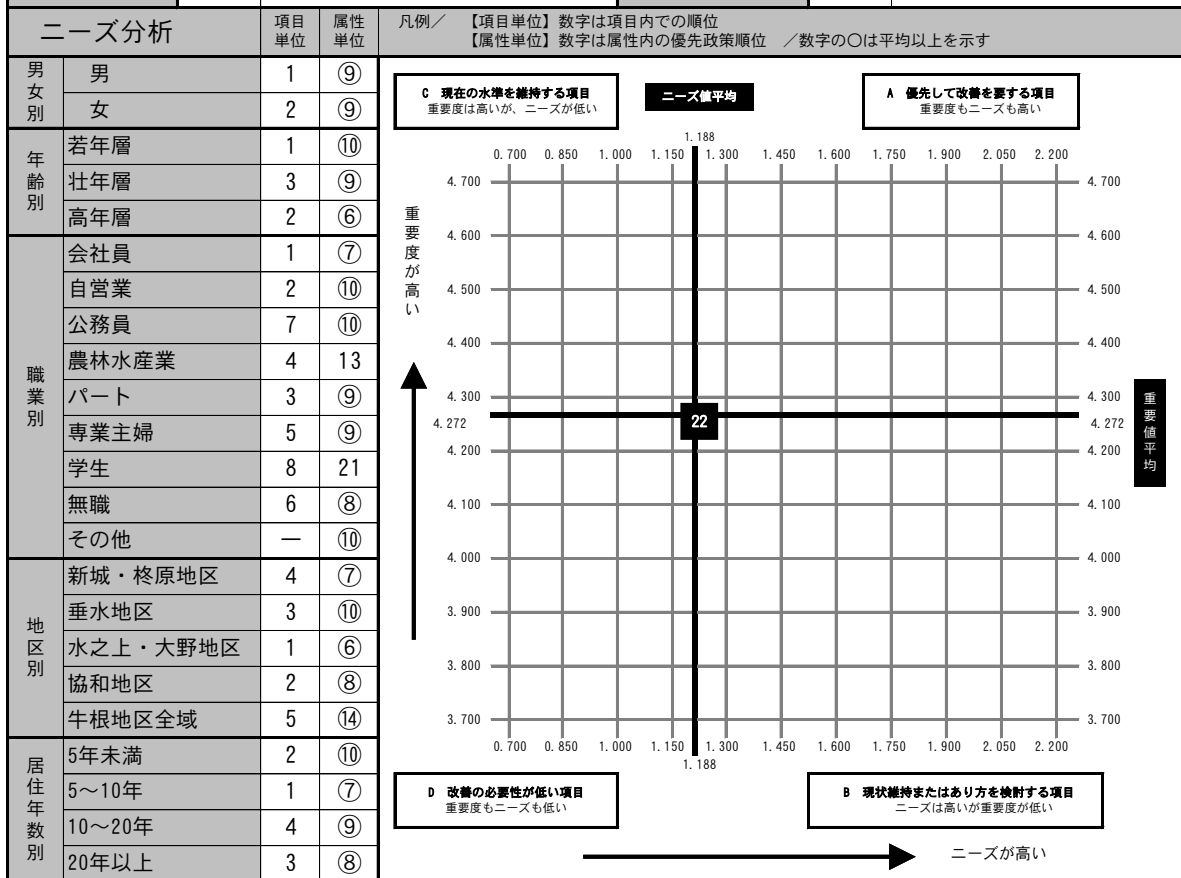 ニーズ分析 項目単位 属性単位
凡例／ 【項目単位】数字は項目内での順位
【属性単位】数字は属性内の優先政策順位 ／数字の○は平均以上を示す
男女別
男 1 ⑨
女 2 ⑨
年齢別
若年層 1 ⑩
壮年層 3 ⑨
高年層 2 ⑥
職業別
会社員 1 ⑦
自営業 2 ⑩
公務員 7 ⑩
農林水産業 4 13
パート 3 ⑨
専業主婦 5 ⑨
学生 8 21
無職 6 ⑧
その他 — ⑩
地区別
新城・柊原地区 4 ⑦
垂水地区 3 ⑩
水之上・大野地区 1 ⑥
協和地区 2 ⑧
牛根地区全域 5 ⑭
居住年数別
5年未満 2 ⑩
5～10年 1 ⑦
10～20年 4 ⑨
20年以上 3 ⑧
C 現在の水準を維持する項目
重要度は高いが、ニーズが低い
ニーズ値平均
A 優先して改善を要する項目
重要度もニーズも高い
1.188
0.700 0.850 1.000 1.150 1.300 1.450 1.600 1.750 1.900 2.050 2.200
重要度が高い
4.700 4.700
4.600 4.600
4.500 4.500
4.400 4.400
4.300 4.300
4.272 22 4.272
重要値平均
4.200 4.200
4.100 4.100
4.000 4.000
3.900 3.900
3.800 3.800
3.700 3.700
0.700 0.850 1.000 1.150 1.300 1.450 1.600 1.750 1.900 2.050 2.200
1.188
D 改善の必要性が低い項目
重要度もニーズも低い
B 現状維持またはあり方を検討する項目
ニーズは高いが重要度が低い
ニーズが高い